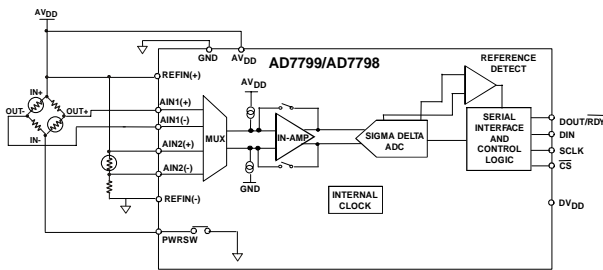 AVDD
GND
AVDD
AD7799/AD7798
REFERENCE
DETECT
REFIN(+)
AVDD
IN+
OUT-
OUT+
IN-
AIN1(+)
AIN1(-)
MUX
IN-AMP
SIGMA DELTA
ADC
SERIAL
INTERFACE
AND
CONTROL
LOGIC
DOUT/RDY
DIN
SCLK
CS
AIN2(+)
AIN2(-)
GND
INTERNAL
CLOCK
REFIN(-)
DVDD
PWRSW